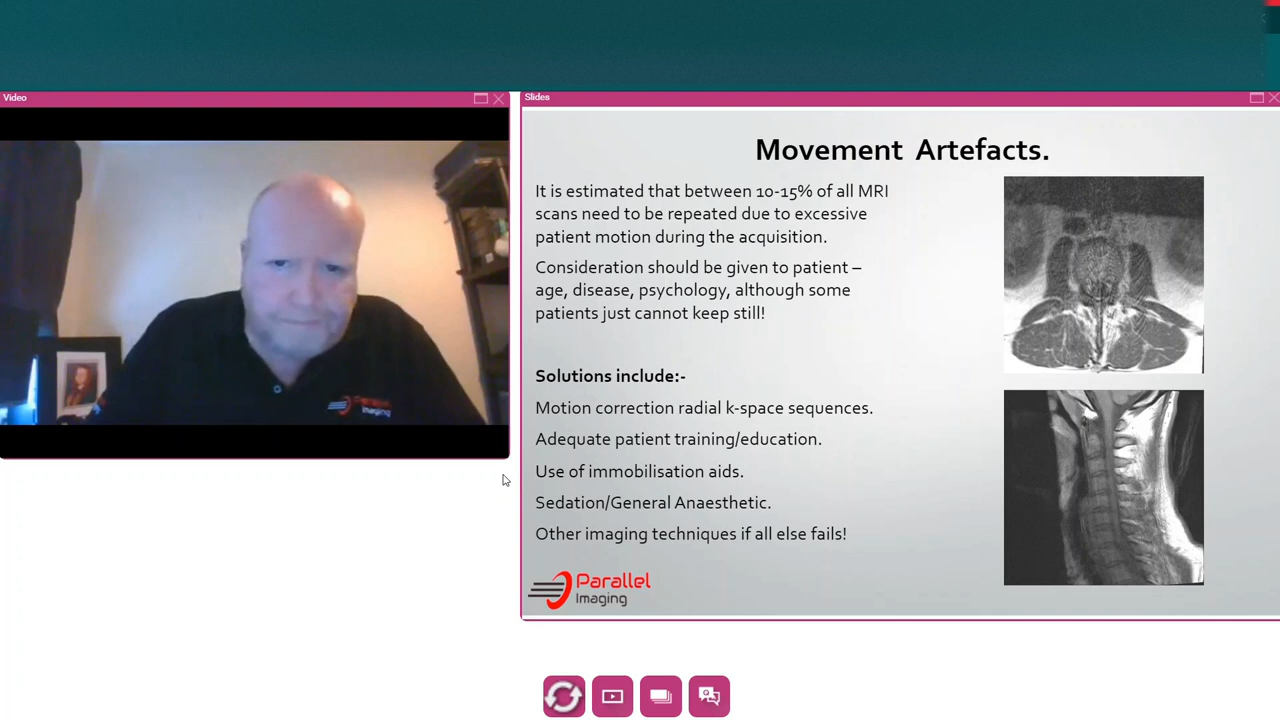 Video
Slides
Movement Artefacts.
It is estimated that between 10-15% of all MRI
scans need to be repeated due to excessive
patient motion during the acquisition.
Consideration should be given to patient –
age, disease, psychology, although some
patients just cannot keep still!
Solutions include:-
Motion correction radial k-space sequences.
Adequate patient training/education.
Use of immobilisation aids.
Sedation/General Anaesthetic.
Other imaging techniques if all else fails!
Parallel
Imaging
Parallel
Imaging